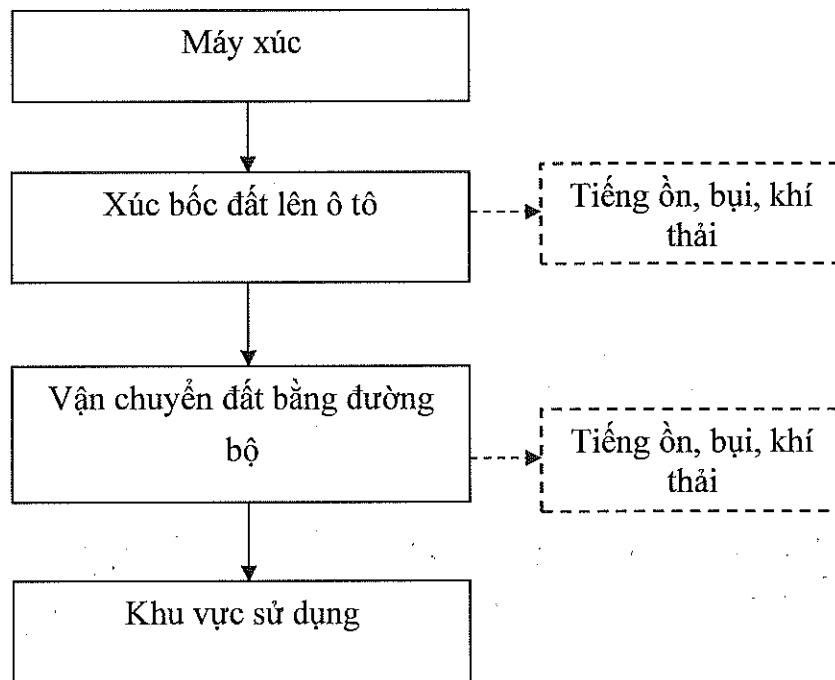 Máy xúc
Xúc bốc đất lên ô tô
Tiếng ồn, bụi, khí
thải
Vận chuyển đất bằng đường
bộ
Tiếng ồn, bụi, khí
thải
Khu vực sử dụng